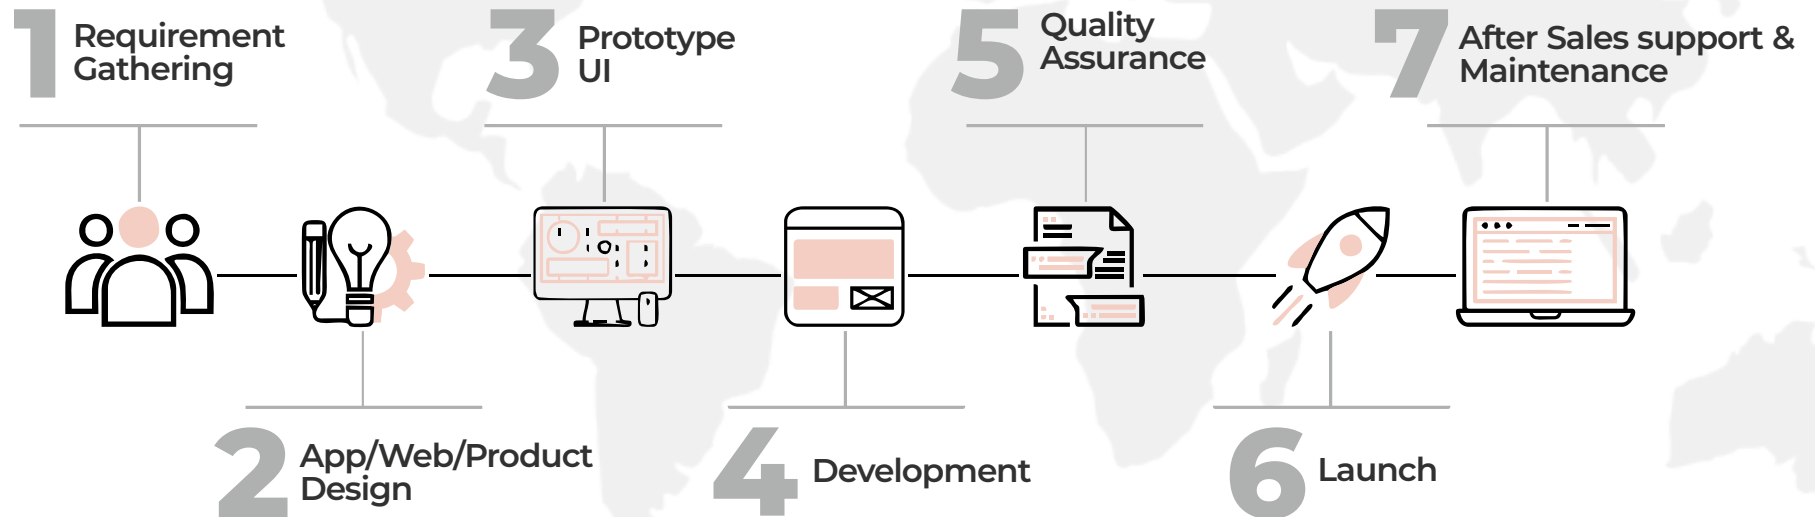 1 Requirement
Gathering
2 App/Web/Product
Design
3 Prototype
UI
4 Development
5 Quality
Assurance
6 Launch
7 After Sales support &
Maintenance